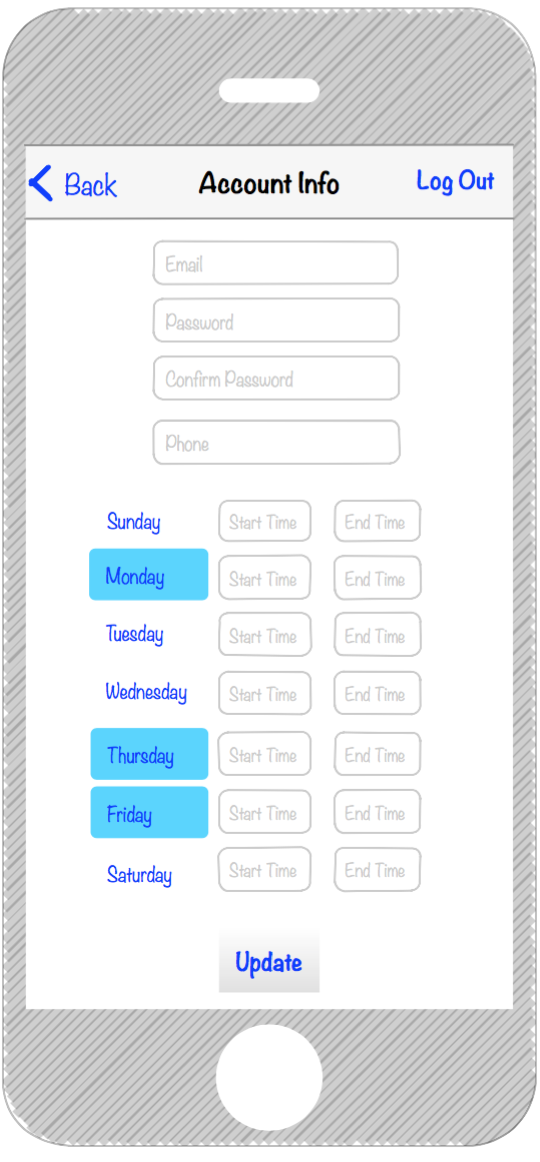 Back Account Info Log Out
Email
Password
Confirm Password
Phone
Sunday Start Time End Time
Monday Start Time End Time
Tuesday Start Time End Time
Wednesday Start Time End Time
Thursday Start Time End Time
Friday Start Time End Time
Saturday Start Time End Time
Update